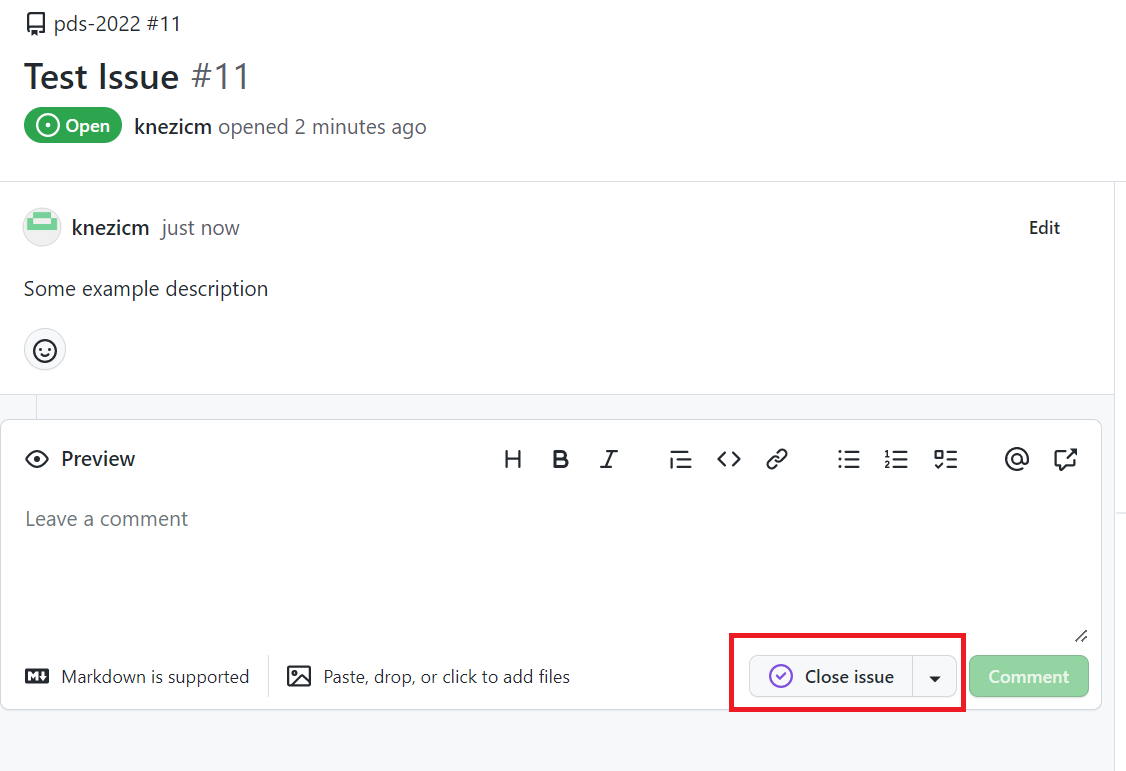 pds-2022 #11
Test Issue #11
Open knezicm opened 2 minutes ago
knezicm just now Edit
Some example description
Preview H B I
Leave a comment
Markdown is supported Paste, drop, or click to add files Close issue Comment